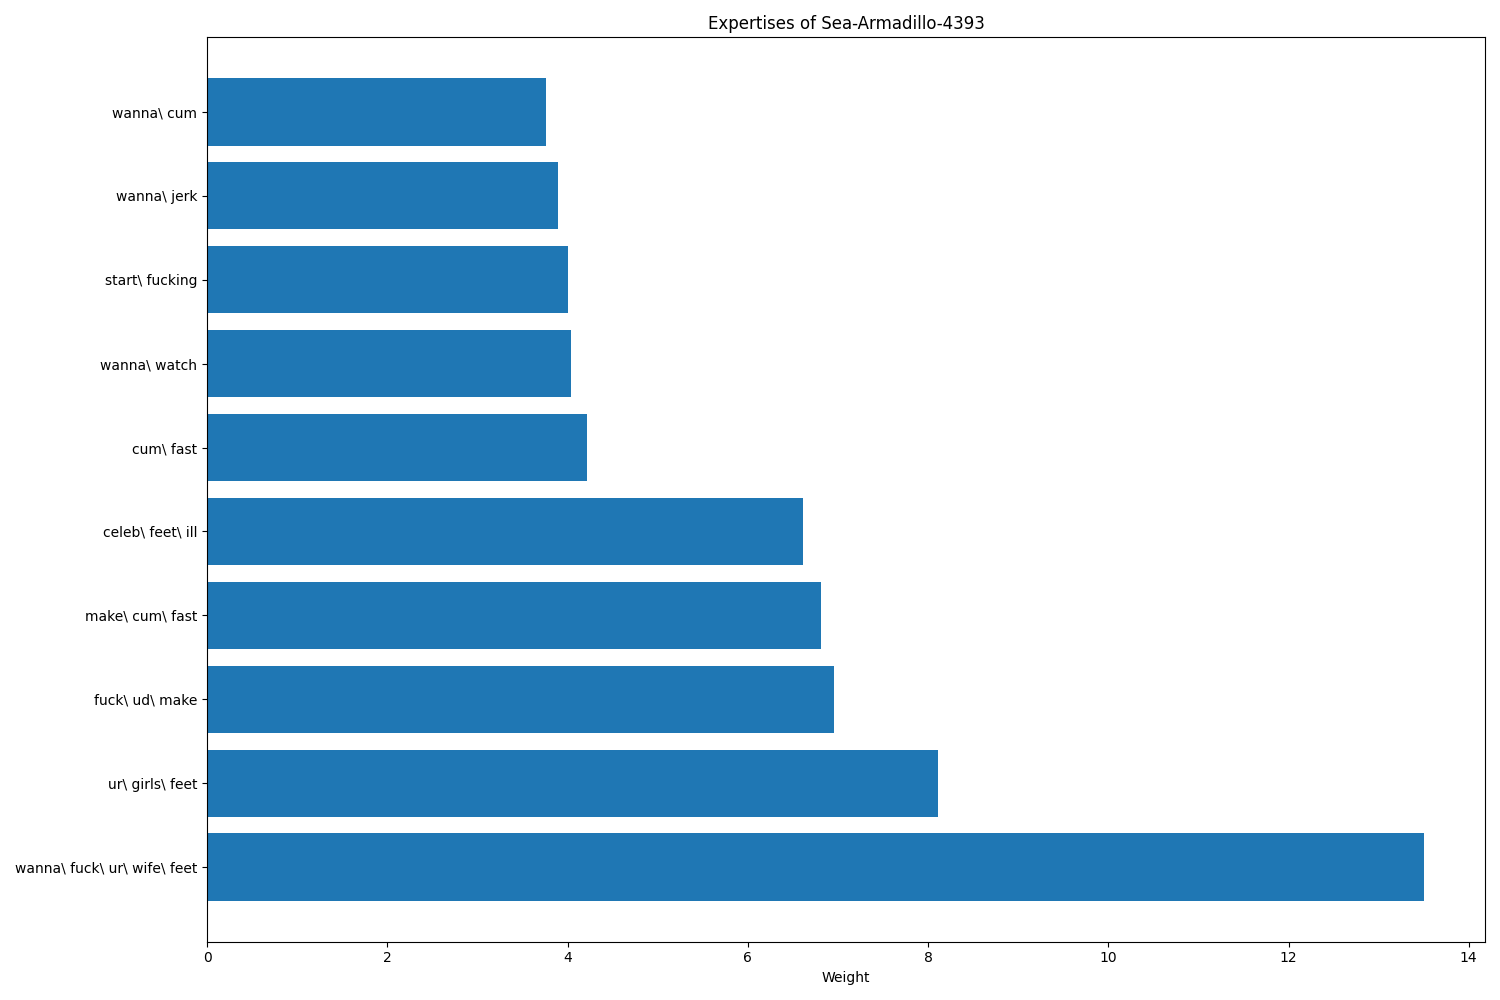 Expertises of Sea-Armadillo-4393
wanna\ cum
wanna\ jerk
start\ fucking
wanna\ watch
cum\ fast
celeb\ feet\ ill
make\ cum\ fast
fuck\ ud\ make
ur\ girls\ feet
wanna\ fuck\ ur\ wife\ feet
0 2 4 6 8 10 12 14
Weight